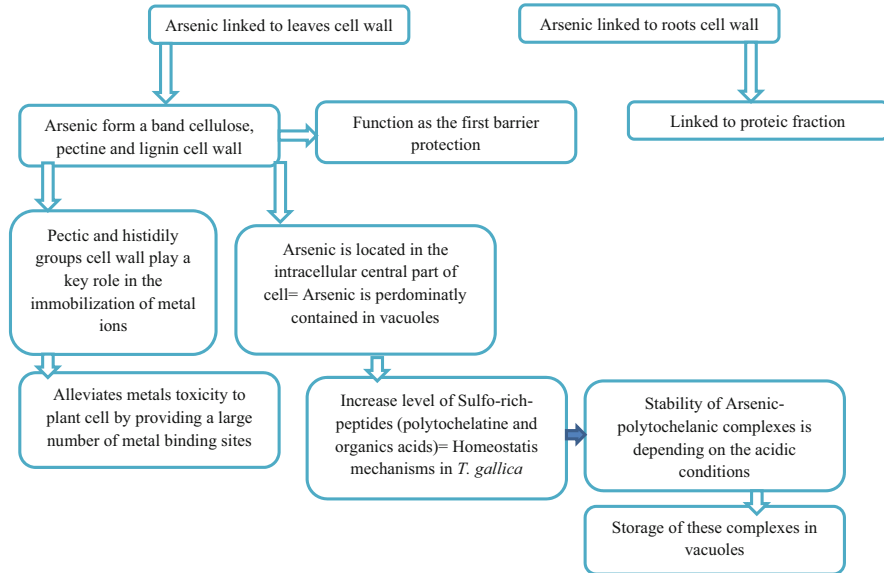 Arsenic linked to leaves cell wall
Arsenic linked to roots cell wall
Arsenic form a band cellulose,
pectine and lignin cell wall
Function as the first barrier
protection
Linked to proteic fraction
Pectic and histidily
groups cell wall play a
key role in the
immobilization of metal
ions
Arsenic is located in the
intracellular central part of
cell= Arsenic is perdominatly
contained in vacuoles
Alleviates metals toxicity to
plant cell by providing a large
number of metal binding sites
Increase level of Sulfo-rich-
peptides (polytochelatine and
organics acids)= Homeostatis
mechanisms in T. gallica
Stability of Arsenic-
polytochelanic complexes is
depending on the acidic
conditions
Storage of these complexes in
vacuoles